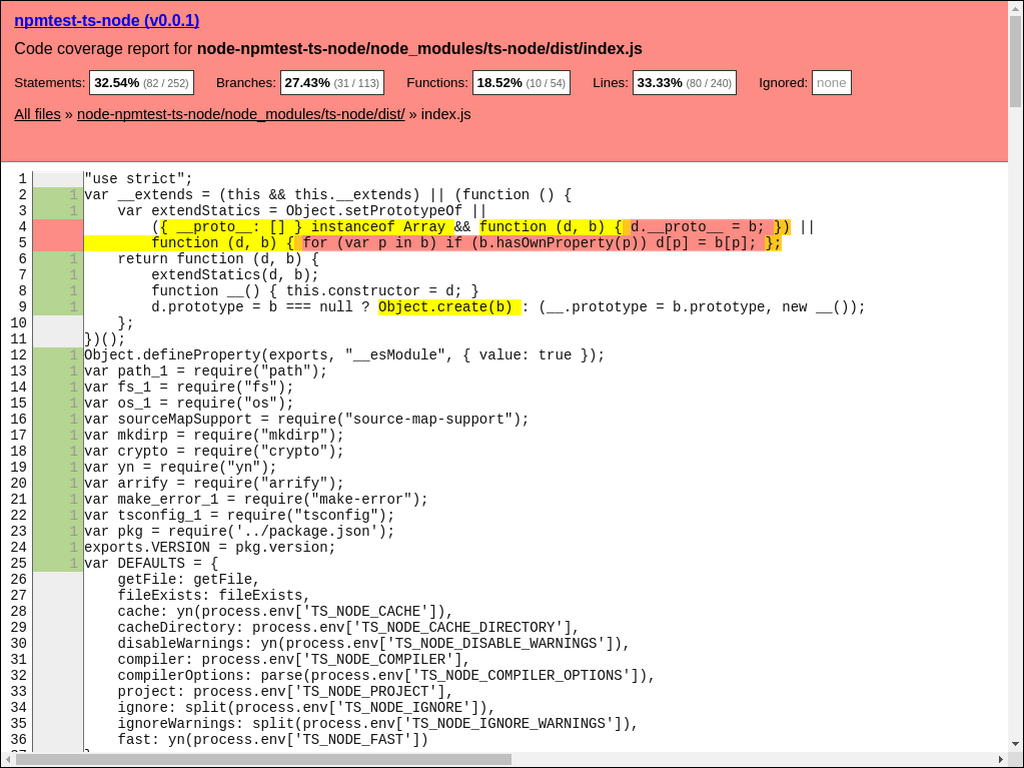 npmtest-ts-node (v0.0.1)
Code coverage report for node-npmtest-ts-node/node_modules/ts-node/dist/index.js
Statements: 32.54% (82 / 252) Branches: 27.43% (31 / 113) Functions: 18.52% (10 / 54) Lines: 33.33% (80 / 240) Ignored: none
All files » node-npmtest-ts-node/node_modules/ts-node/dist/ » index.js
1 "use strict";
2 1 var __extends = (this && this.__extends) || (function () {
3 1     var extendStatics = Object.setPrototypeOf ||
4         ({ __proto__: [] } instanceof Array && function (d, b) { d.__proto__ = b; }) ||
5         function (d, b) { for (var p in b) if (b.hasOwnProperty(p)) d[p] = b[p]; };
6 1     return function (d, b) {
7 1         extendStatics(d, b);
8 1         function __() { this.constructor = d; }
9 1         d.prototype = b === null ? Object.create(b) : (__.prototype = b.prototype, new __());
10     };
11 })();
12 1 Object.defineProperty(exports, "__esModule", { value: true });
13 1 var path_1 = require("path");
14 1 var fs_1 = require("fs");
15 1 var os_1 = require("os");
16 1 var sourceMapSupport = require("source-map-support");
17 1 var mkdirp = require("mkdirp");
18 1 var crypto = require("crypto");
19 1 var yn = require("yn");
20 1 var arrify = require("arrify");
21 1 var make_error_1 = require("make-error");
22 1 var tsconfig_1 = require("tsconfig");
23 1 var pkg = require('../package.json');
24 1 exports.VERSION = pkg.version;
25 1 var DEFAULTS = {
26     getFile: getFile,
27     fileExists: fileExists,
28     cache: yn(process.env['TS_NODE_CACHE']),
29     cacheDirectory: process.env['TS_NODE_CACHE_DIRECTORY'],
30     disableWarnings: yn(process.env['TS_NODE_DISABLE_WARNINGS']),
31     compiler: process.env['TS_NODE_COMPILER'],
32     compilerOptions: parse(process.env['TS_NODE_COMPILER_OPTIONS']),
33     project: process.env['TS_NODE_PROJECT'],
34     ignore: split(process.env['TS_NODE_IGNORE']),
35     ignoreWarnings: split(process.env['TS_NODE_IGNORE_WARNINGS']),
36     fast: yn(process.env['TS_NODE_FAST'])